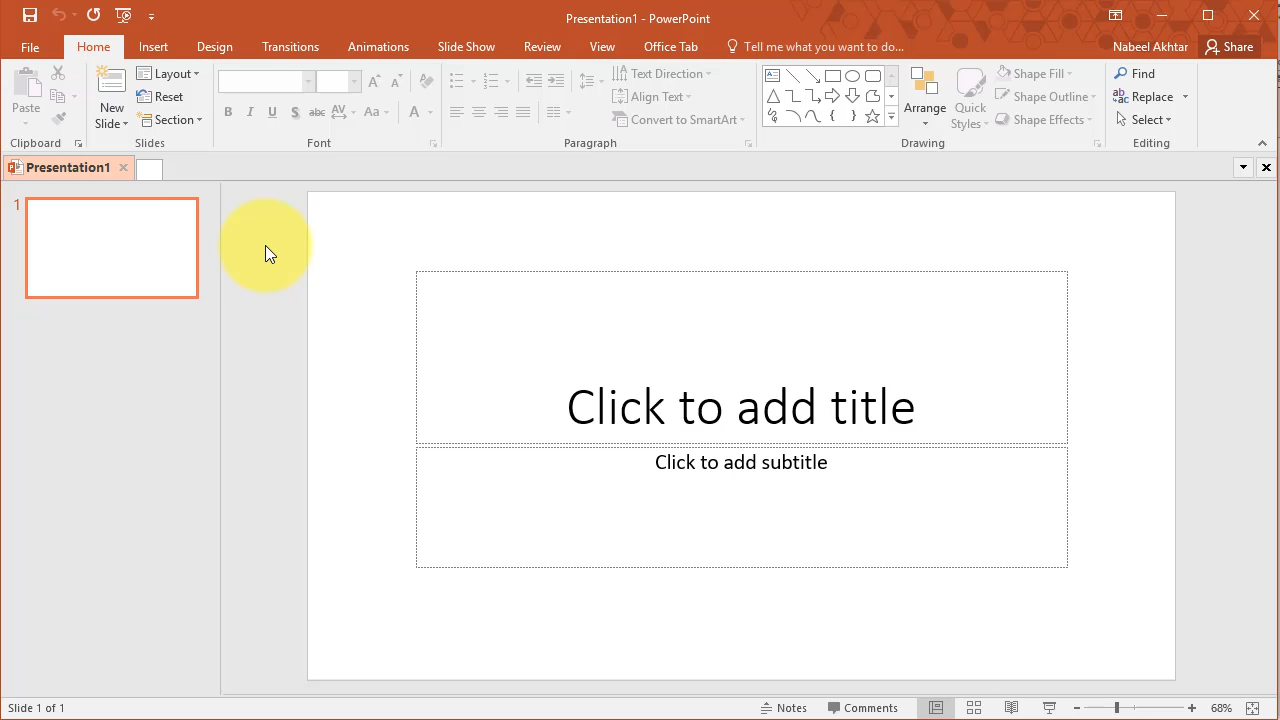 Presentation1 - PowerPoint
File Home Insert Design Transitions Animations Slide Show Review View Office Tab Tell me what you want to do... Nabeel Akhtar Share
Paste
Clipboard
New
Slide
Layout
Reset
Section
Slides
B I U S abc AV Aa A
Font
Text Direction
Align Text
Convert to SmartArt
Paragraph
Arrange
Quick
Styles
Shape Fill
Shape Outline
Shape Effects
Drawing
Find
Replace
Select
Editing
Presentation1
1
Click to add title
Click to add subtitle
Slide 1 of 1 Notes Comments 68%